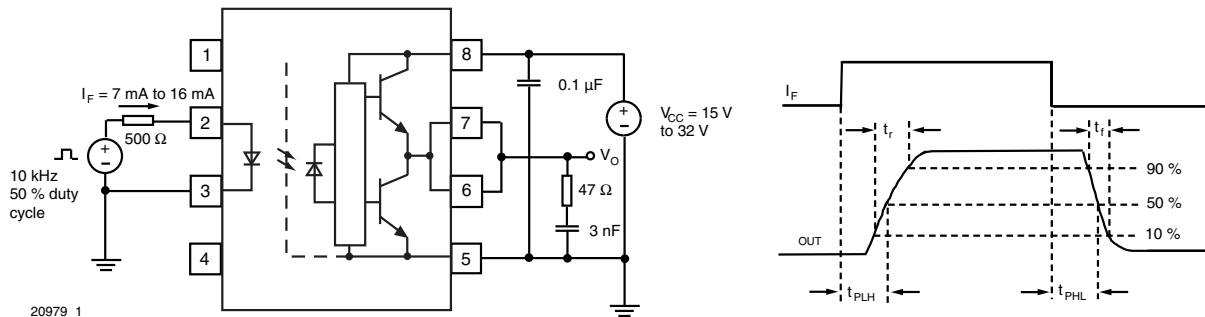 1
8
I_F = 7 mA to 16 mA
0.1 µF
2
7
500 Ω
V_CC = 15 V
to 32 V
V_O
10 kHz
50 % duty
cycle
3
6
47 Ω
3 nF
4
5
20979_1
I_F
t_r
t_f
90 %
50 %
10 %
OUT
t_PLH
t_PHL